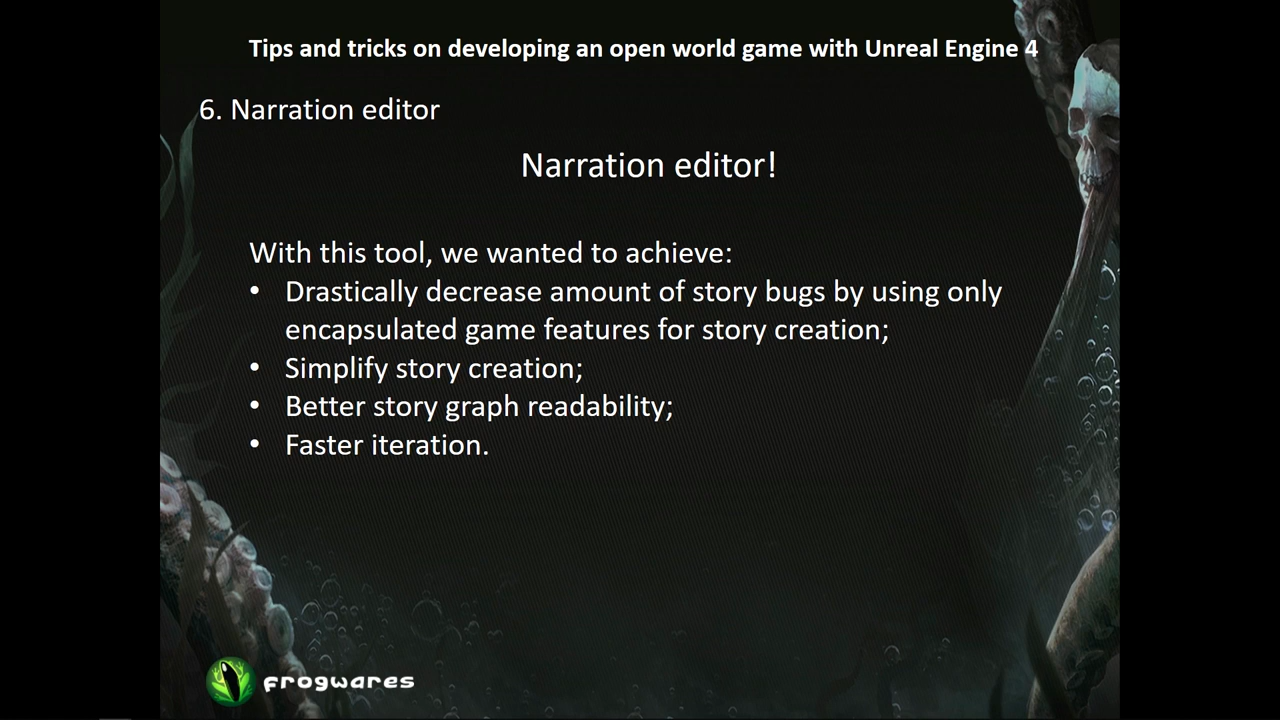 Tips and tricks on developing an open world game with Unreal Engine 4
6. Narration editor
Narration editor!
With this tool, we wanted to achieve:
• Drastically decrease amount of story bugs by using only
encapsulated game features for story creation;
• Simplify story creation;
• Better story graph readability;
• Faster iteration.
frogwares